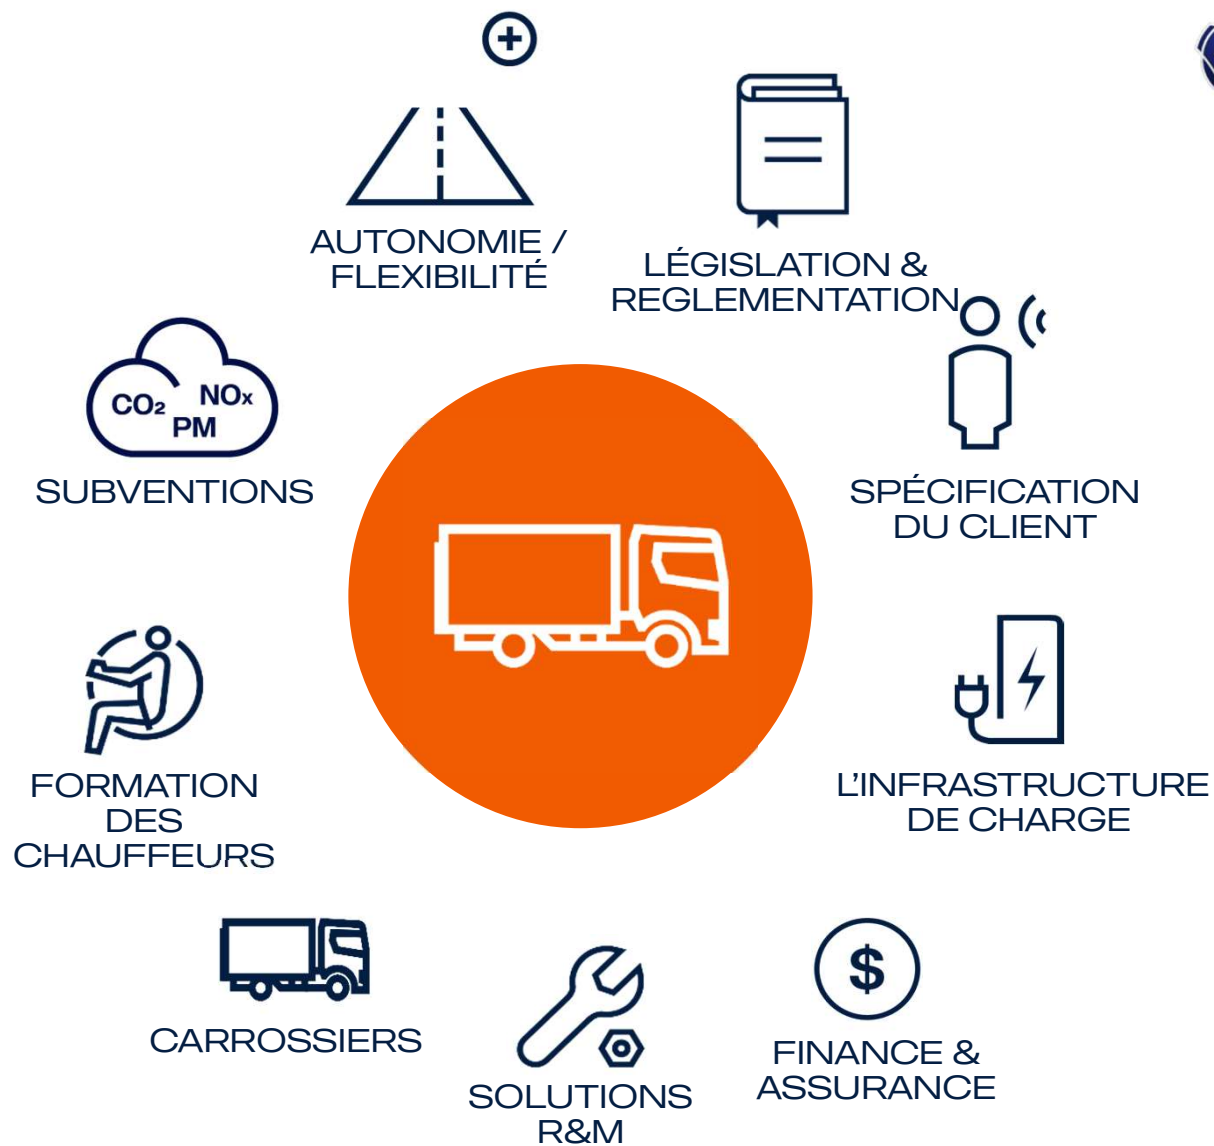 AUTONOMIE /
FLEXIBILITÉ
LÉGISLATION &
REGLEMENTATION
CO₂ NOx
PM
SUBVENTIONS
SPÉCIFICATION
DU CLIENT
FORMATION
DES
CHAUFFEURS
L'INFRASTRUCTURE
DE CHARGE
CARROSSIERS
$
FINANCE &
ASSURANCE
SOLUTIONS
R&M